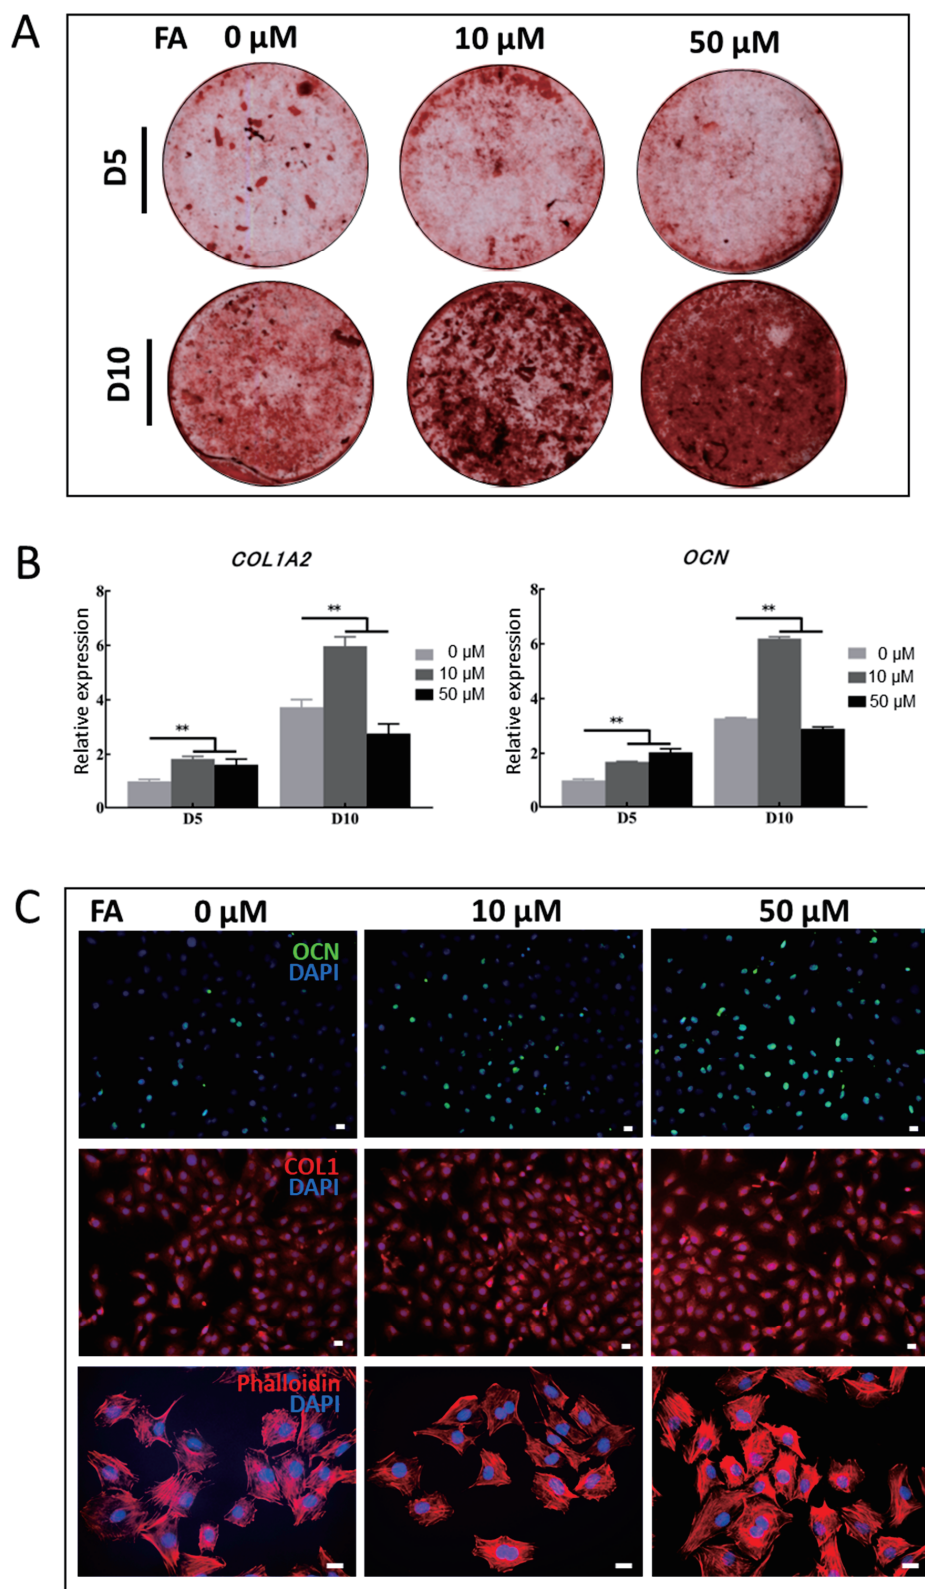 A
FA 0 µM 10 µM 50 µM
D5
D10
B
COL1A2
Relative expression
8
6
4
2
0
**
**
D5 D10
0 µM
10 µM
50 µM
OCN
Relative expression
8
6
4
2
0
**
**
D5 D10
0 µM
10 µM
50 µM
C
FA 0 µM 10 µM 50 µM
OCN
DAPI
COL1
DAPI
Phalloidin
DAPI